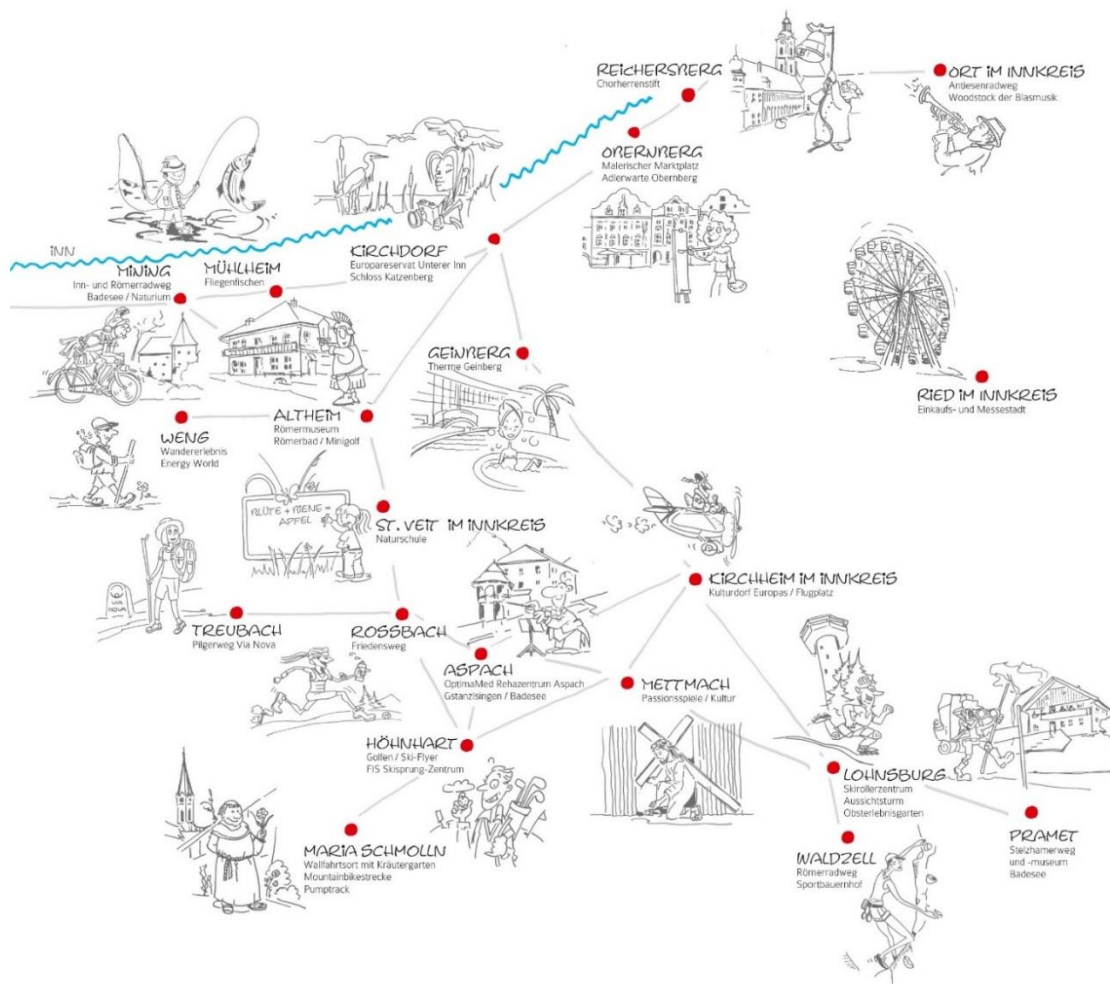 REICHERSBERG
Chorherrenstift
ORT IM INNKREIS
Antiesenradweg
Woodstock der Blasmusik
OBERNBERG
Malerischer Marktplatz
Adlerwarte Obernberg
INN
KIRCHDORF
Europareservat Unterer Inn
Schloss Katzenberg
MÜHLHEIM
Fliegenfischen
MINING
Inn- und Römerradweg
Badesee / Naturium
GEINBERG
Therme Geinberg
RIED IM INNKREIS
Einkaufs- und Messestadt
ALTHEIM
Römermuseum
Römerbad / Minigolf
WENG
Wandererlebnis
Energy World
BLÜTE + BIENE =
APFEL
ST. VEIT IM INNKREIS
Naturschule
KIRCHHEIM IM INNKREIS
Kulturdorf Europas / Flugplatz
VIA
NOVA
TREUBACH
Pilgerweg Via Nova
ROSSBACH
Friedensweg
ASPACH
OptimaMed Rehazentrum Aspach
Gstanzlsingen / Badesee
METTMACH
Passionsspiele / Kultur
HÖHNHART
Golfen / Ski-Flyer
FIS Skisprung-Zentrum
LOHNSBURG
Skirollerzentrum
Aussichtsturm
Obsterlebnisgarten
PRAMET
Stelzhamerweg
und -museum
Badesee
MARIA SCHMOLLN
Wallfahrtsort mit Kräutergarten
Mountainbikestrecke
Pumptrack
WALDZELL
Römerradweg
Sportbauernhof